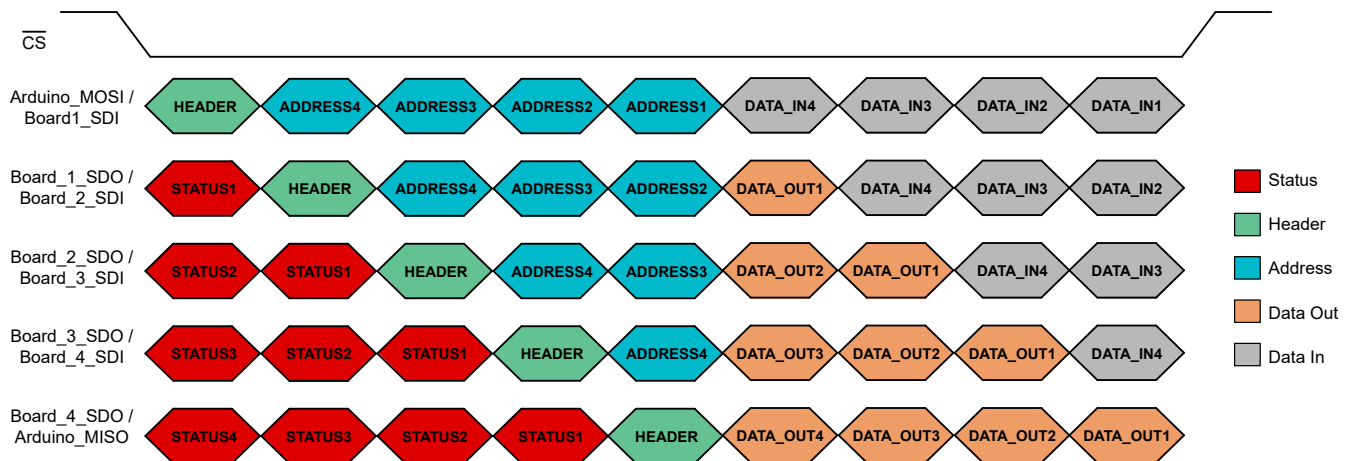 CS
Arduino_MOSI /
Board1_SDI
HEADER ADDRESS4 ADDRESS3 ADDRESS2 ADDRESS1 DATA_IN4 DATA_IN3 DATA_IN2 DATA_IN1
Board_1_SDO /
Board_2_SDI
STATUS1 HEADER ADDRESS4 ADDRESS3 ADDRESS2 DATA_OUT1 DATA_IN4 DATA_IN3 DATA_IN2
Board_2_SDO /
Board_3_SDI
STATUS2 STATUS1 HEADER ADDRESS4 ADDRESS3 DATA_OUT2 DATA_OUT1 DATA_IN4 DATA_IN3
Board_3_SDO /
Board_4_SDI
STATUS3 STATUS2 STATUS1 HEADER ADDRESS4 DATA_OUT3 DATA_OUT2 DATA_OUT1 DATA_IN4
Board_4_SDO /
Arduino_MISO
STATUS4 STATUS3 STATUS2 STATUS1 HEADER DATA_OUT4 DATA_OUT3 DATA_OUT2 DATA_OUT1
Status
Header
Address
Data Out
Data In